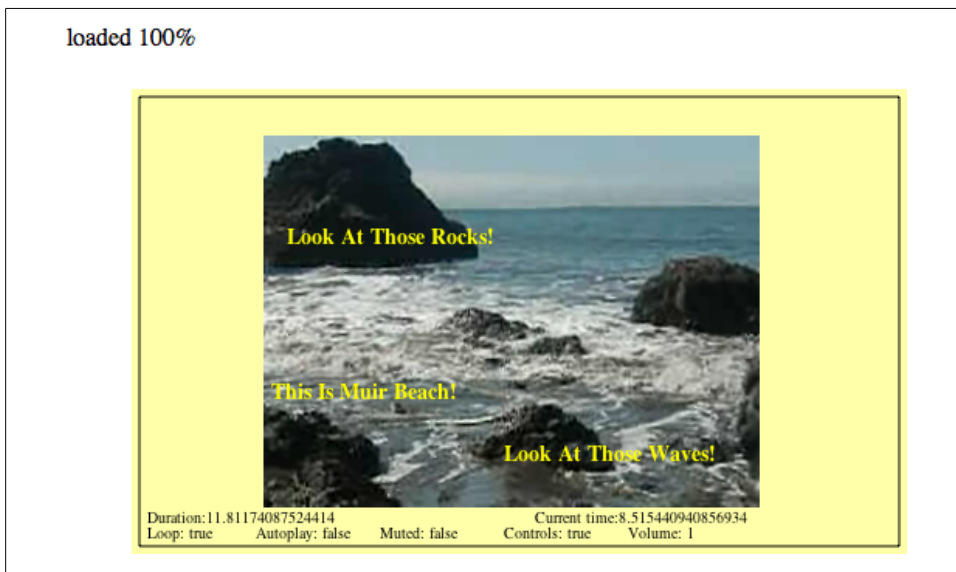 loaded 100%
Look At Those Rocks!
This Is Muir Beach!
Look At Those Waves!
Duration:11.81174087524414 Current time:8.515440940856934
Loop: true Autoplay: false Muted: false Controls: true Volume: 1